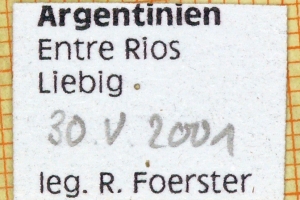 Argentinien
Entre Rios
Liebig
30. V. 2001
leg. R. Foerster